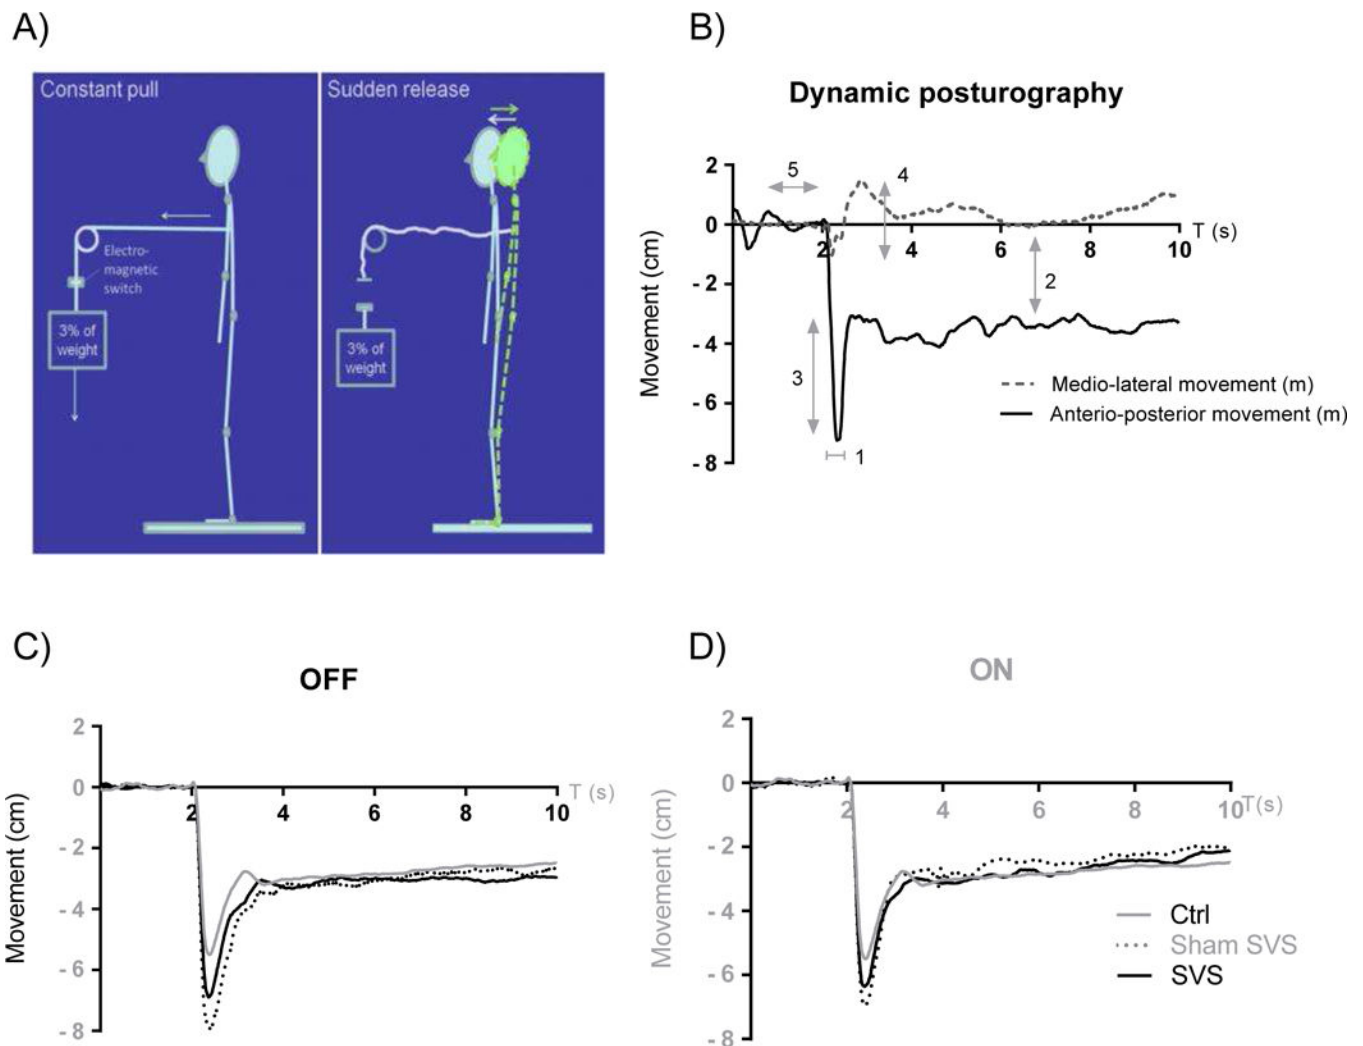 A)
Constant pull
Electro-
magnetic
switch
3% of
weight
Sudden release
3% of
weight
B)
Dynamic posturography
Movement (cm)
2
0
- 2
- 4
- 6
- 8
2
4
6
8
10
T (s)
5
4
2
3
1
Medio-lateral movement (m)
Anterio-posterior movement (m)
C)
OFF
Movement (cm)
2
0
- 2
- 4
- 6
- 8
2
4
6
8
10
T (s)
D)
ON
Movement (cm)
2
0
- 2
- 4
- 6
- 8
2
4
6
8
10
T(s)
Ctrl
Sham SVS
SVS